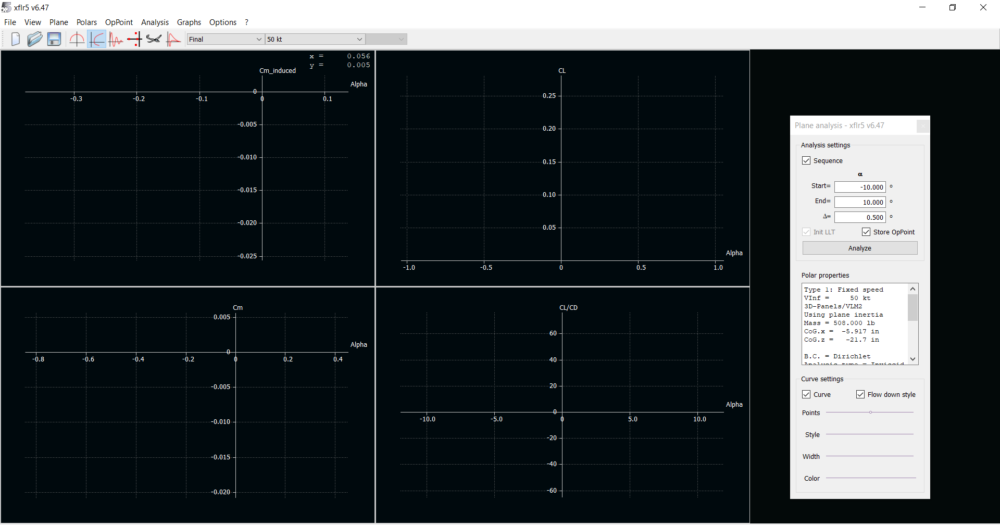 xflr5 v6.47
File View Plane Polars OpPoint Analysis Graphs Options ?
Final 50 kt
x = 0.056
y = 0.005
Cm_induced
Alpha
0
-0.3 -0.2 -0.1 0 0.1
-0.005
-0.010
-0.015
-0.020
-0.025
CL
0.25
0.20
0.15
0.10
0.05
Alpha
-1.0 -0.5 0 0.5 1.0
Cm
0.005
Alpha
0
-0.8 -0.6 -0.4 -0.2 0 0.2 0.4
-0.005
-0.010
-0.015
-0.020
CL/CD
60
40
20
Alpha
0
-10.0 -5.0 0 5.0 10.0
-20
-40
-60
Plane analysis - xflr5 v6.47
Analysis settings
Sequence
α
Start= -10.000 °
End= 10.000 °
Δ= 0.500 °
Init LLT Store OpPoint
Analyze
Polar properties
Type 1: Fixed speed
VInf = 50 kt
3D-Panels/VLM2
Using plane inertia
Mass = 508.000 lb
CoG.x = -5.917 in
CoG.z = -21.7 in
B.C. = Dirichlet
Analysis type = Inviscid
Curve settings
Curve Flow down style
Points
Style
Width
Color